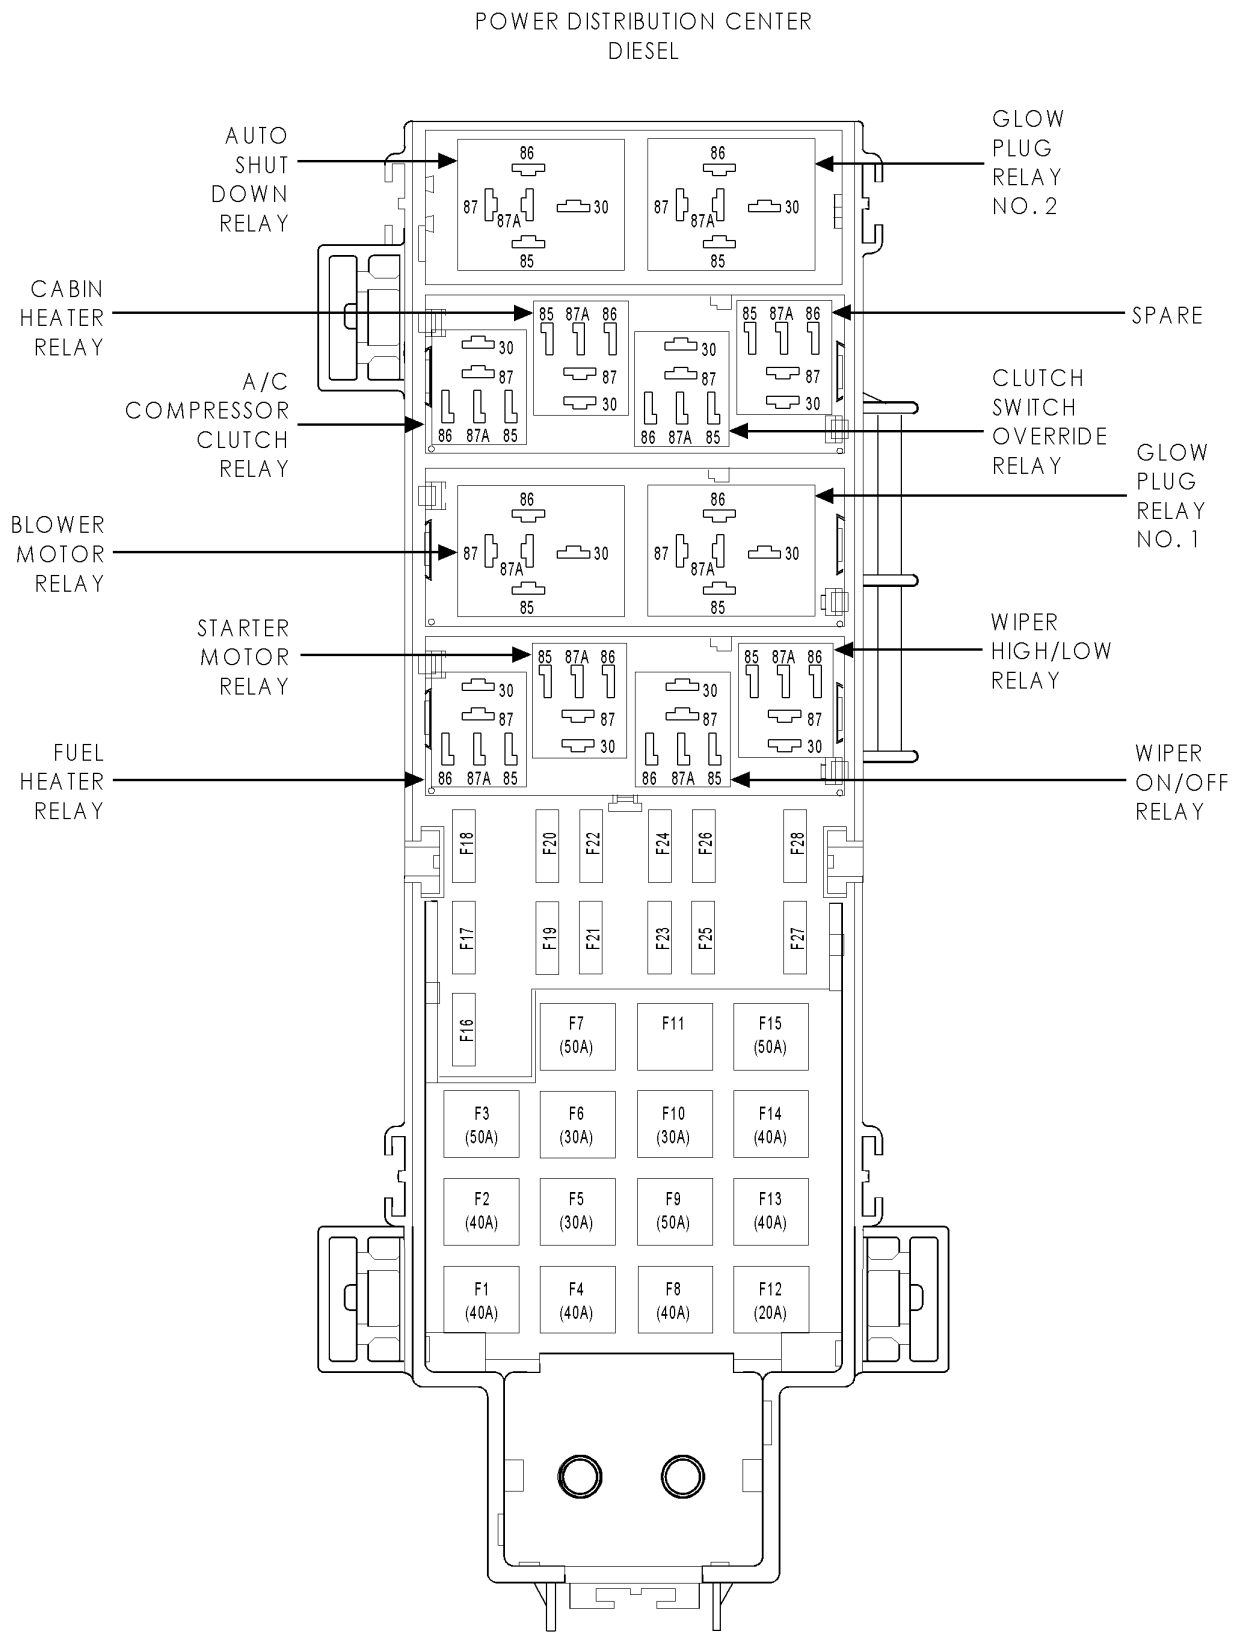 POWER DISTRIBUTION CENTER
DIESEL
AUTO
SHUT
DOWN
RELAY
GLOW
PLUG
RELAY
NO. 2
86
87
87A
30
85
86
87
87A
30
85
CABIN
HEATER
RELAY
SPARE
85 87A 86
87
30
85 87A 86
87
30
A/C
COMPRESSOR
CLUTCH
RELAY
CLUTCH
SWITCH
OVERRIDE
RELAY
30
87
86 87A 85
30
87
86 87A 85
BLOWER
MOTOR
RELAY
GLOW
PLUG
RELAY
NO. 1
86
87
87A
30
85
86
87
87A
30
85
STARTER
MOTOR
RELAY
WIPER
HIGH/LOW
RELAY
85 87A 86
87
30
85 87A 86
87
30
FUEL
HEATER
RELAY
WIPER
ON/OFF
RELAY
30
87
86 87A 85
30
87
86 87A 85
F18 F20 F22 F24 F26 F28
F17 F19 F21 F23 F25 F27
F16
F7
(50A)
F11
F15
(50A)
F3
(50A)
F6
(30A)
F10
(30A)
F14
(40A)
F2
(40A)
F5
(30A)
F9
(50A)
F13
(40A)
F1
(40A)
F4
(40A)
F8
(40A)
F12
(20A)